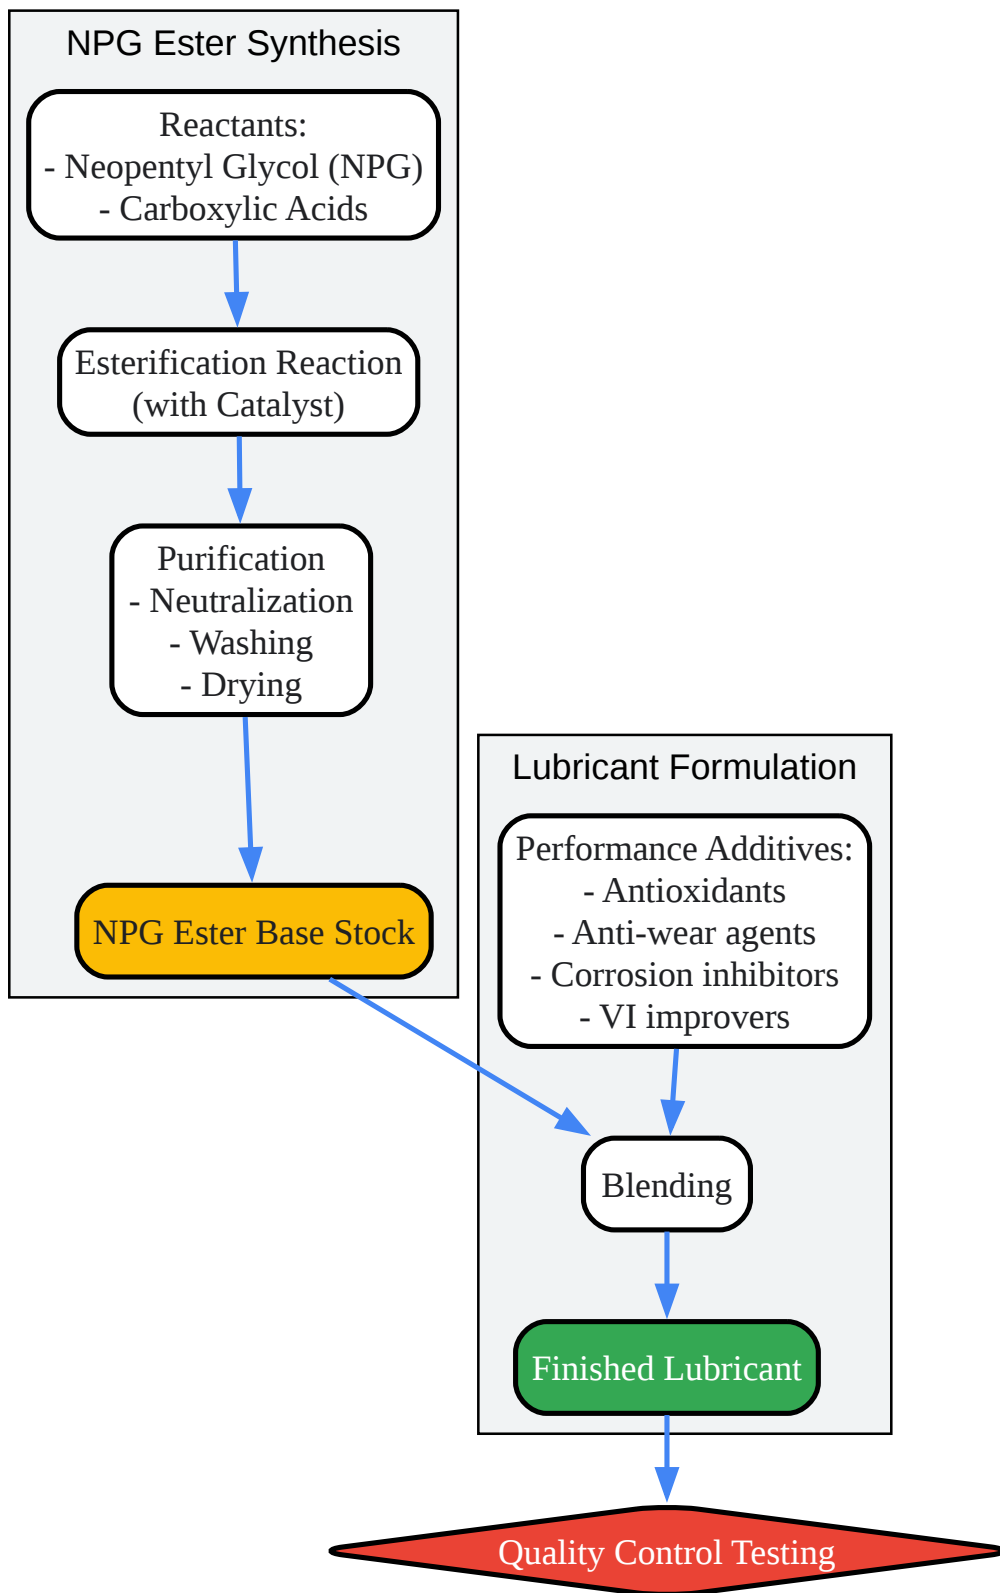 NPG Ester Synthesis
Reactants:
- Neopentyl Glycol (NPG)
- Carboxylic Acids
Esterification Reaction
(with Catalyst)
Purification
- Neutralization
- Washing
- Drying
NPG Ester Base Stock
Lubricant Formulation
Performance Additives:
- Antioxidants
- Anti-wear agents
- Corrosion inhibitors
- VI improvers
Blending
Finished Lubricant
Quality Control Testing